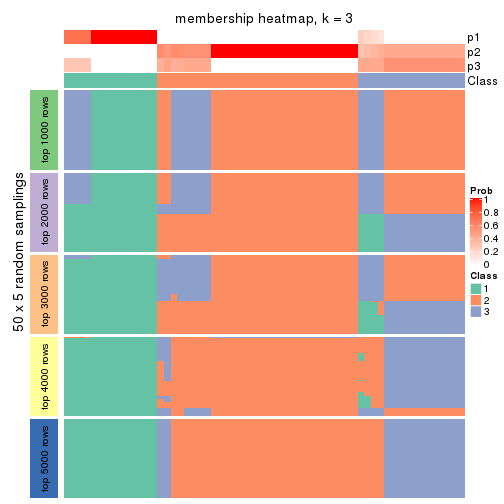 membership heatmap, k = 3
p1
p2
p3
Class
50 x 5 random samplings
top 1000 rows
top 2000 rows
top 3000 rows
top 4000 rows
top 5000 rows
Prob
1
0.8
0.6
0.4
0.2
0
Class
1
2
3